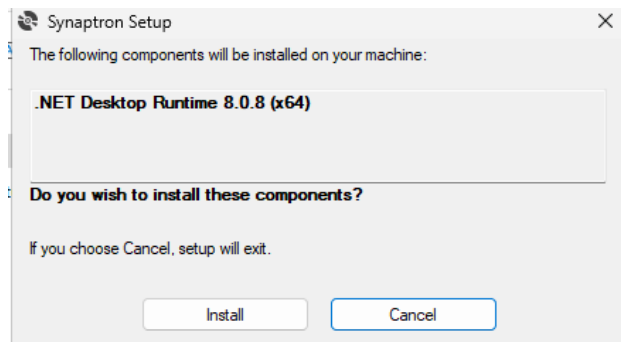 Synaptron Setup
The following components will be installed on your machine:
.NET Desktop Runtime 8.0.8 (x64)
Do you wish to install these components?
If you choose Cancel, setup will exit.
Install Cancel